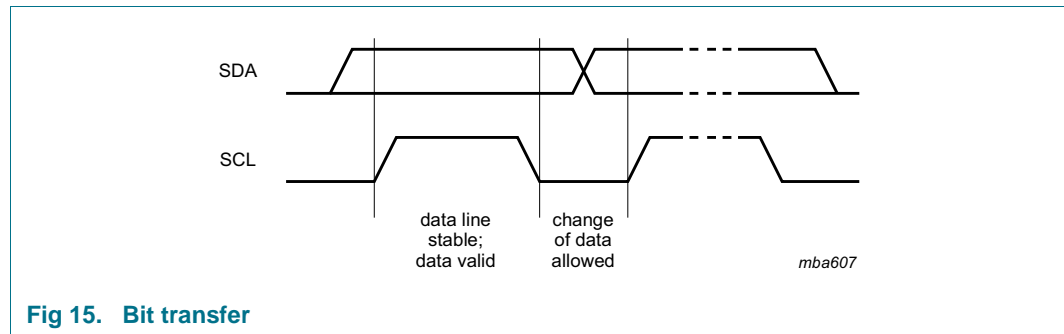 SDA
SCL
data line
stable;
data valid
change
of data
allowed
mba607
Fig 15. Bit transfer